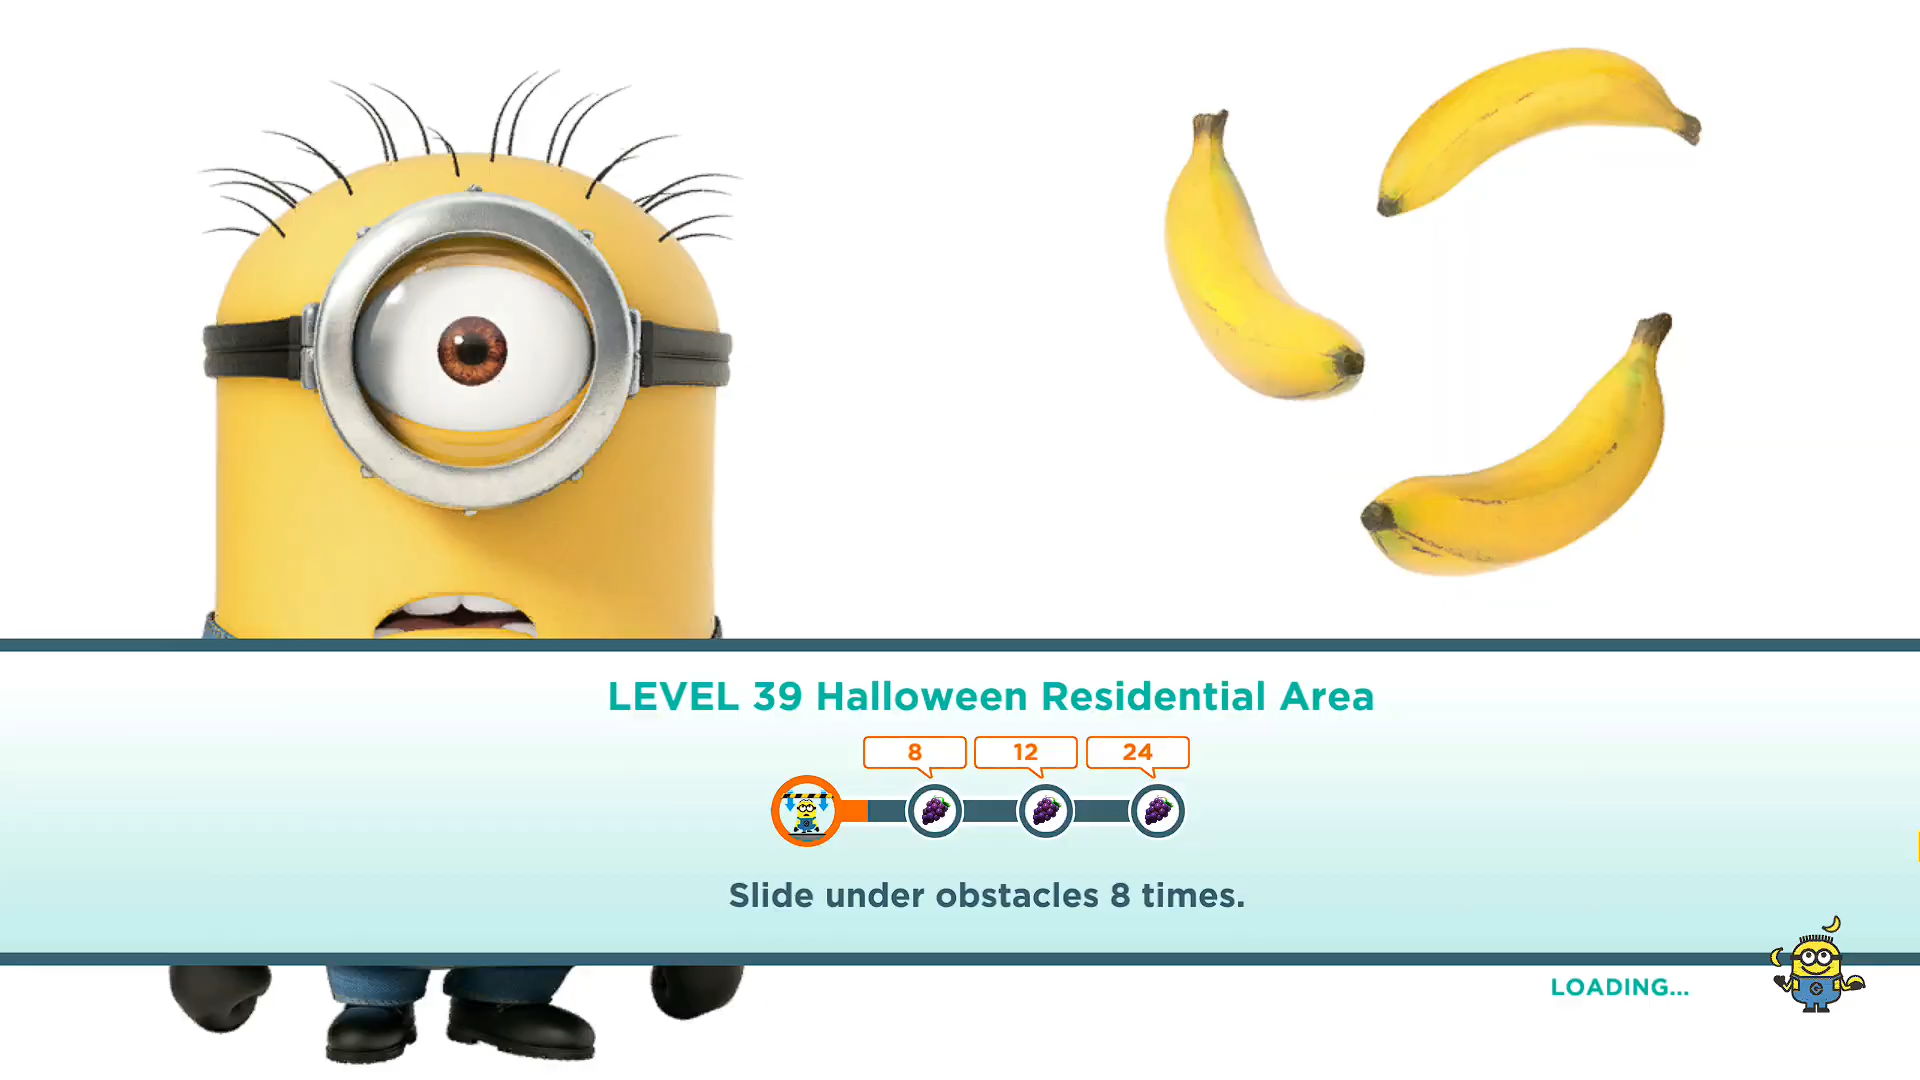 LEVEL 39 Halloween Residential Area
8 12 24
Slide under obstacles 8 times.
LOADING...